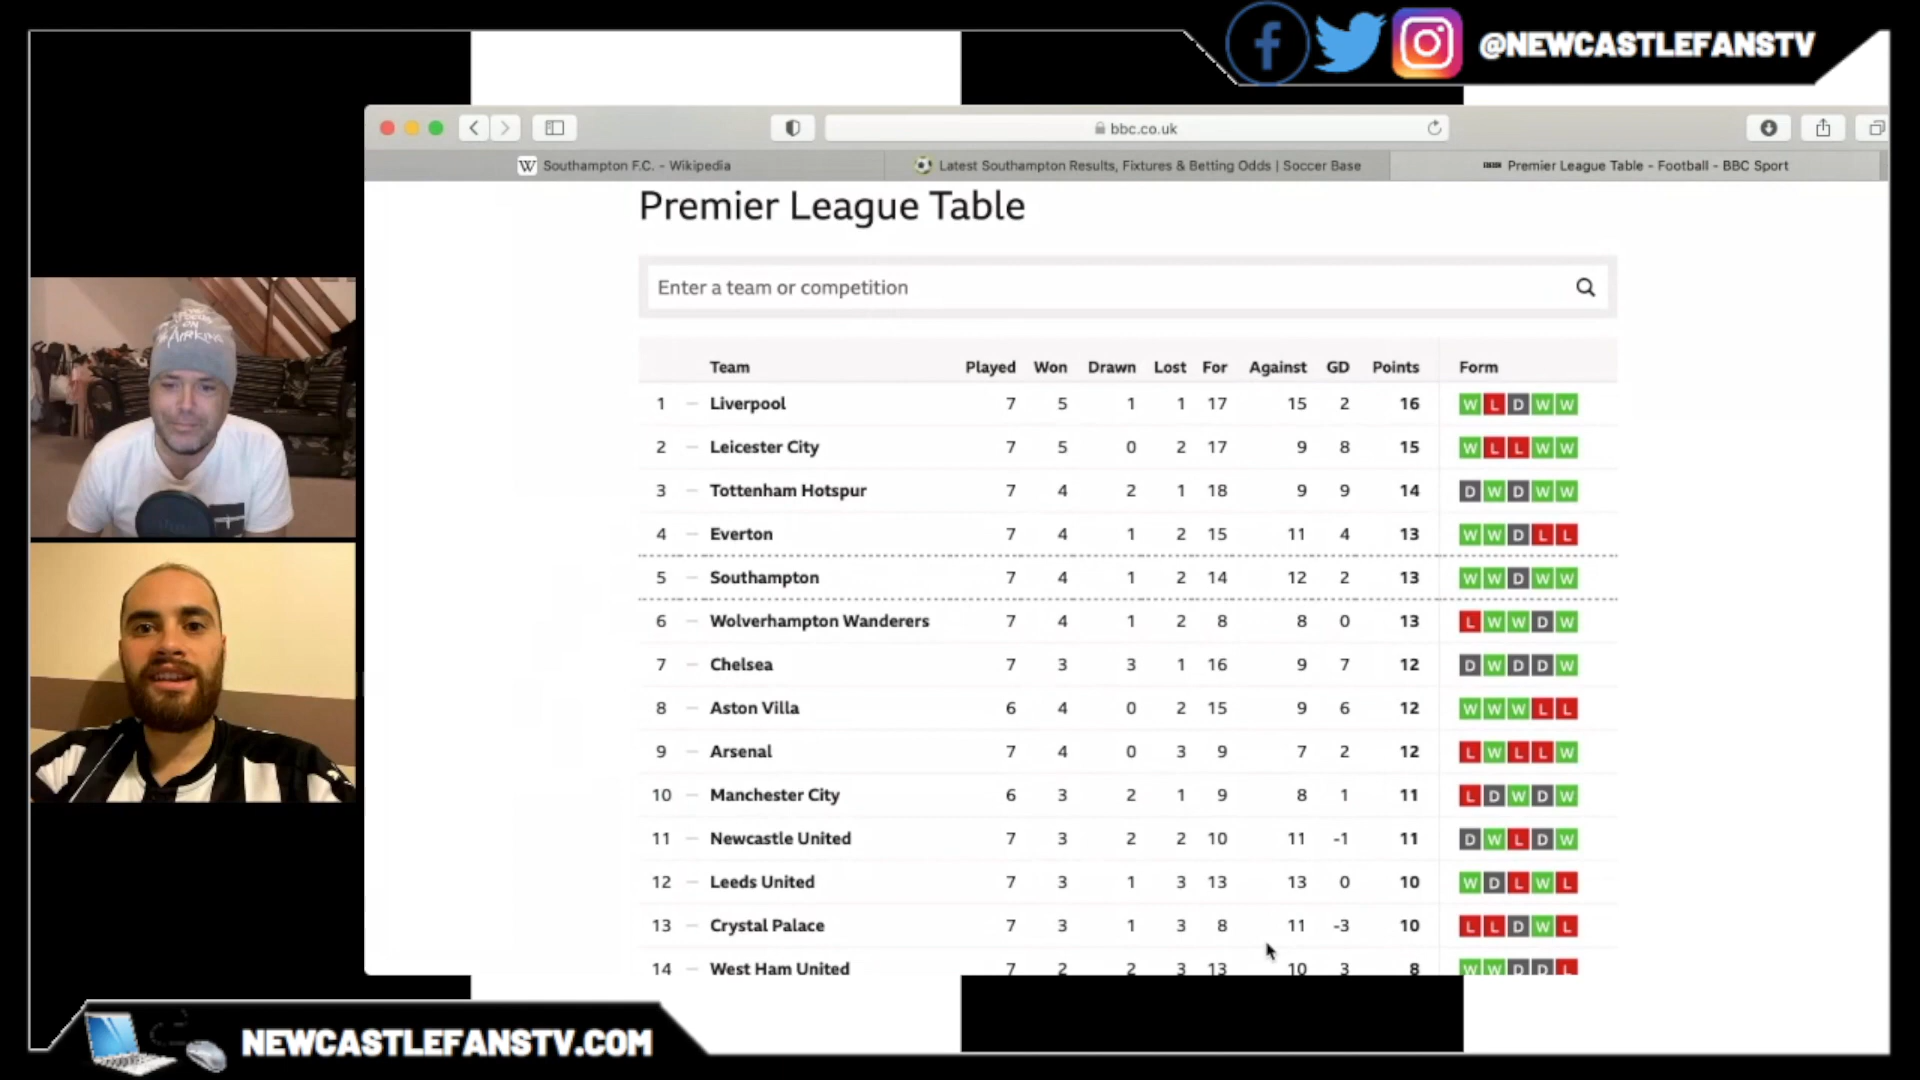 @NEWCASTLEFANSTV
bbc.co.uk
Southampton F.C. - Wikipedia
Latest Southampton Results, Fixtures & Betting Odds | Soccer Base
Premier League Table - Football - BBC Sport
Premier League Table
Enter a team or competition
Team Played Won Drawn Lost For Against GD Points Form
1 Liverpool 7 5 1 1 17 15 2 16 W L D W W
2 Leicester City 7 5 0 2 17 9 8 15 W L L W W
3 Tottenham Hotspur 7 4 2 1 18 9 9 14 D W D W W
4 Everton 7 4 1 2 15 11 4 13 W W D L L
5 Southampton 7 4 1 2 14 12 2 13 W W D W W
6 Wolverhampton Wanderers 7 4 1 2 8 8 0 13 L W W D W
7 Chelsea 7 3 3 1 16 9 7 12 D W D D W
8 Aston Villa 6 4 0 2 15 9 6 12 W W W L L
9 Arsenal 7 4 0 3 9 7 2 12 L W L L W
10 Manchester City 6 3 2 1 9 8 1 11 L D W D W
11 Newcastle United 7 3 2 2 10 11 -1 11 D W L D W
12 Leeds United 7 3 1 3 13 13 0 10 W D L W L
13 Crystal Palace 7 3 1 3 8 11 -3 10 L L D W L
14 West Ham United 7 2 2 3 13 10 3 8 W W D D L
NEWCASTLEFANSTV.COM